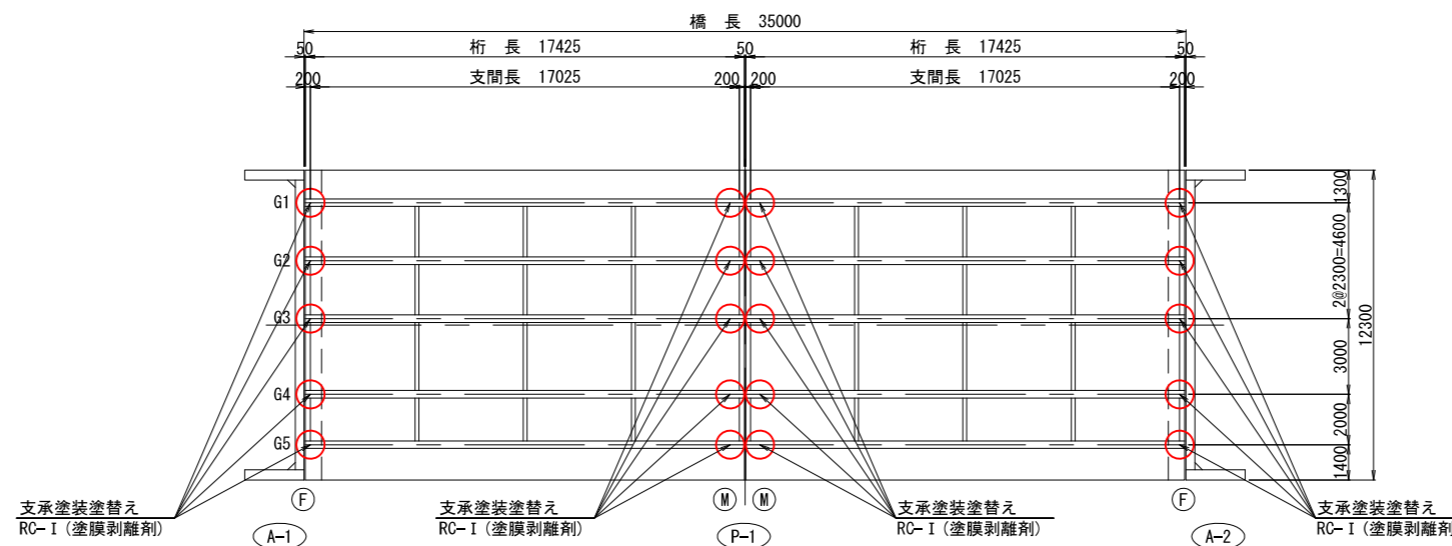 橋 長 35000
50
桁 長 17425
50
桁 長 17425
50
200
支間長 17025
200
200
支間長 17025
200
G1
G2
G3
G4
G5
1300
2@2300=4600
3000
2000
1400
12300
支承塗装塗替え
RC-Ⅰ(塗膜剥離剤)
支承塗装塗替え
RC-Ⅰ(塗膜剥離剤)
支承塗装塗替え
RC-Ⅰ(塗膜剥離剤)
支承塗装塗替え
RC-Ⅰ(塗膜剥離剤
F
M
M
F
A-1
P-1
A-2